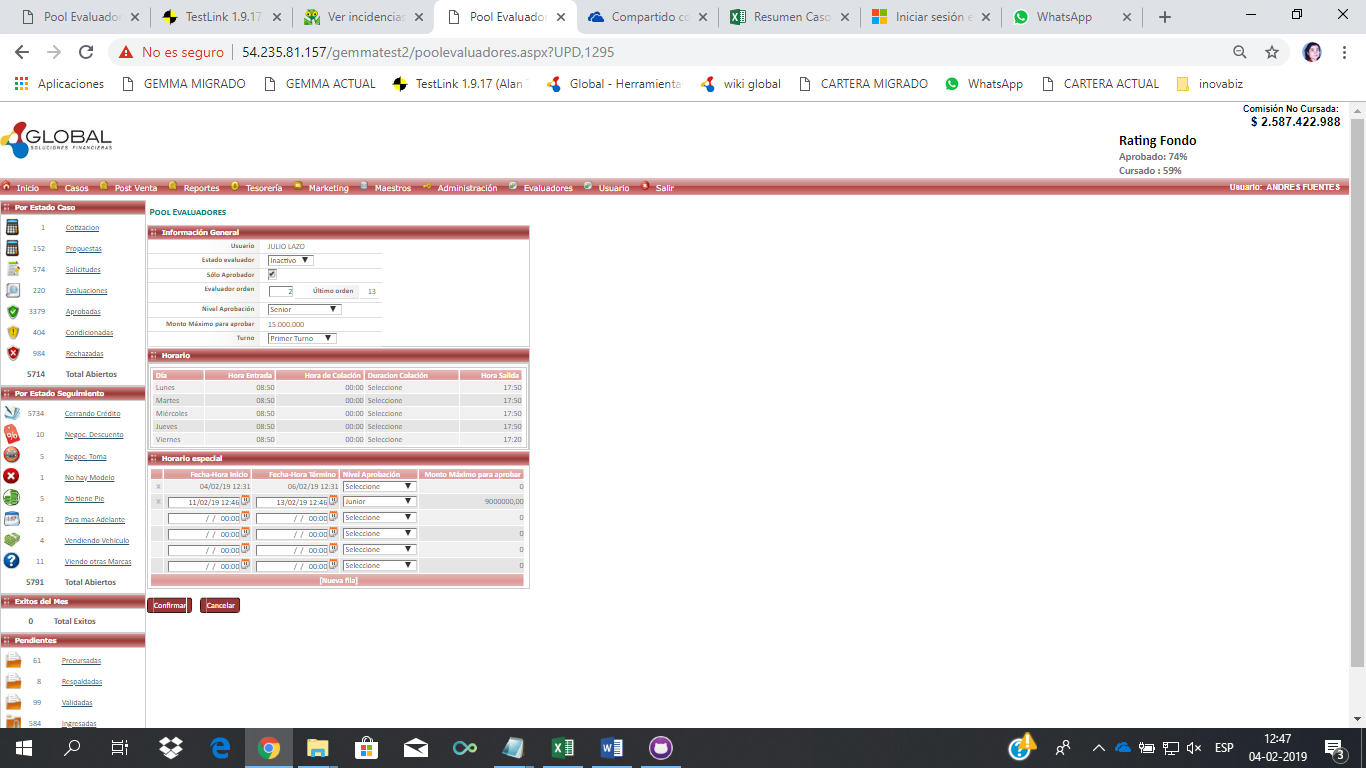 Pool Evaluador
TestLink 1.9.17
Ver incidencias
Pool Evaluador
Compartido co
Resumen Caso
Iniciar sesión e
WhatsApp
No es seguro | 54.235.81.157/gemmatest2/poolevaluadores.aspx?UPD,1295
Aplicaciones GEMMA MIGRADO GEMMA ACTUAL TestLink 1.9.17 (Alan Global - Herramienta wiki global CARTERA MIGRADO WhatsApp CARTERA ACTUAL inovabiz
Comisión No Cursada:
$ 2.587.422.988
GLOBAL
SOLUCIONES FINANCIERAS
Rating Fondo
Aprobado: 74%
Cursado : 59%
Inicio Casos Post Venta Reportes Tesorería Marketing Maestros Administración Evaluadores Usuario Salir Usuario: ANDRES FUENTES
Por Estado Caso
1 Cotizacion
152 Propuestas
574 Solicitudes
220 Evaluaciones
3379 Aprobadas
404 Condicionadas
984 Rechazadas
5714 Total Abiertos
Por Estado Seguimiento
5734 Cerrando Crédito
10 Negoc. Descuento
5 Negoc. Toma
1 No hay Modelo
5 No tiene Pie
21 Para mas Adelante
4 Vendiendo Vehiculo
11 Viendo otras Marcas
5791 Total Abiertos
Exitos del Mes
0 Total Exitos
Pendientes
61 Precursadas
8 Respaldadas
99 Validadas
584 Ingresadas
POOL EVALUADORES
Información General
Usuario JULIO LAZO
Estado evaluador Inactivo
Sólo Aprobador
Evaluador orden 2 Último orden 13
Nivel Aprobación Senior
Monto Máximo para aprobar 15.000.000
Turno Primer Turno
Horario
Día Hora Entrada Hora de Colación Duracion Colación Hora Salida
Lunes 08:50 00:00 Seleccione 17:50
Martes 08:50 00:00 Seleccione 17:50
Miércoles 08:50 00:00 Seleccione 17:50
Jueves 08:50 00:00 Seleccione 17:50
Viernes 08:50 00:00 Seleccione 17:20
Horario especial
Fecha-Hora Inicio Fecha-Hora Término Nivel Aprobación Monto Máximo para aprobar
x 04/02/19 12:31 06/02/19 12:31 Seleccione 0
x 11/02/19 12:46 13/02/19 12:46 Junior 9000000,00
/ / 00:00 / / 00:00 Seleccione 0
/ / 00:00 / / 00:00 Seleccione 0
/ / 00:00 / / 00:00 Seleccione 0
/ / 00:00 / / 00:00 Seleccione 0
[Nueva fila]
Confirmar Cancelar
ESP
12:47
04-02-2019
3